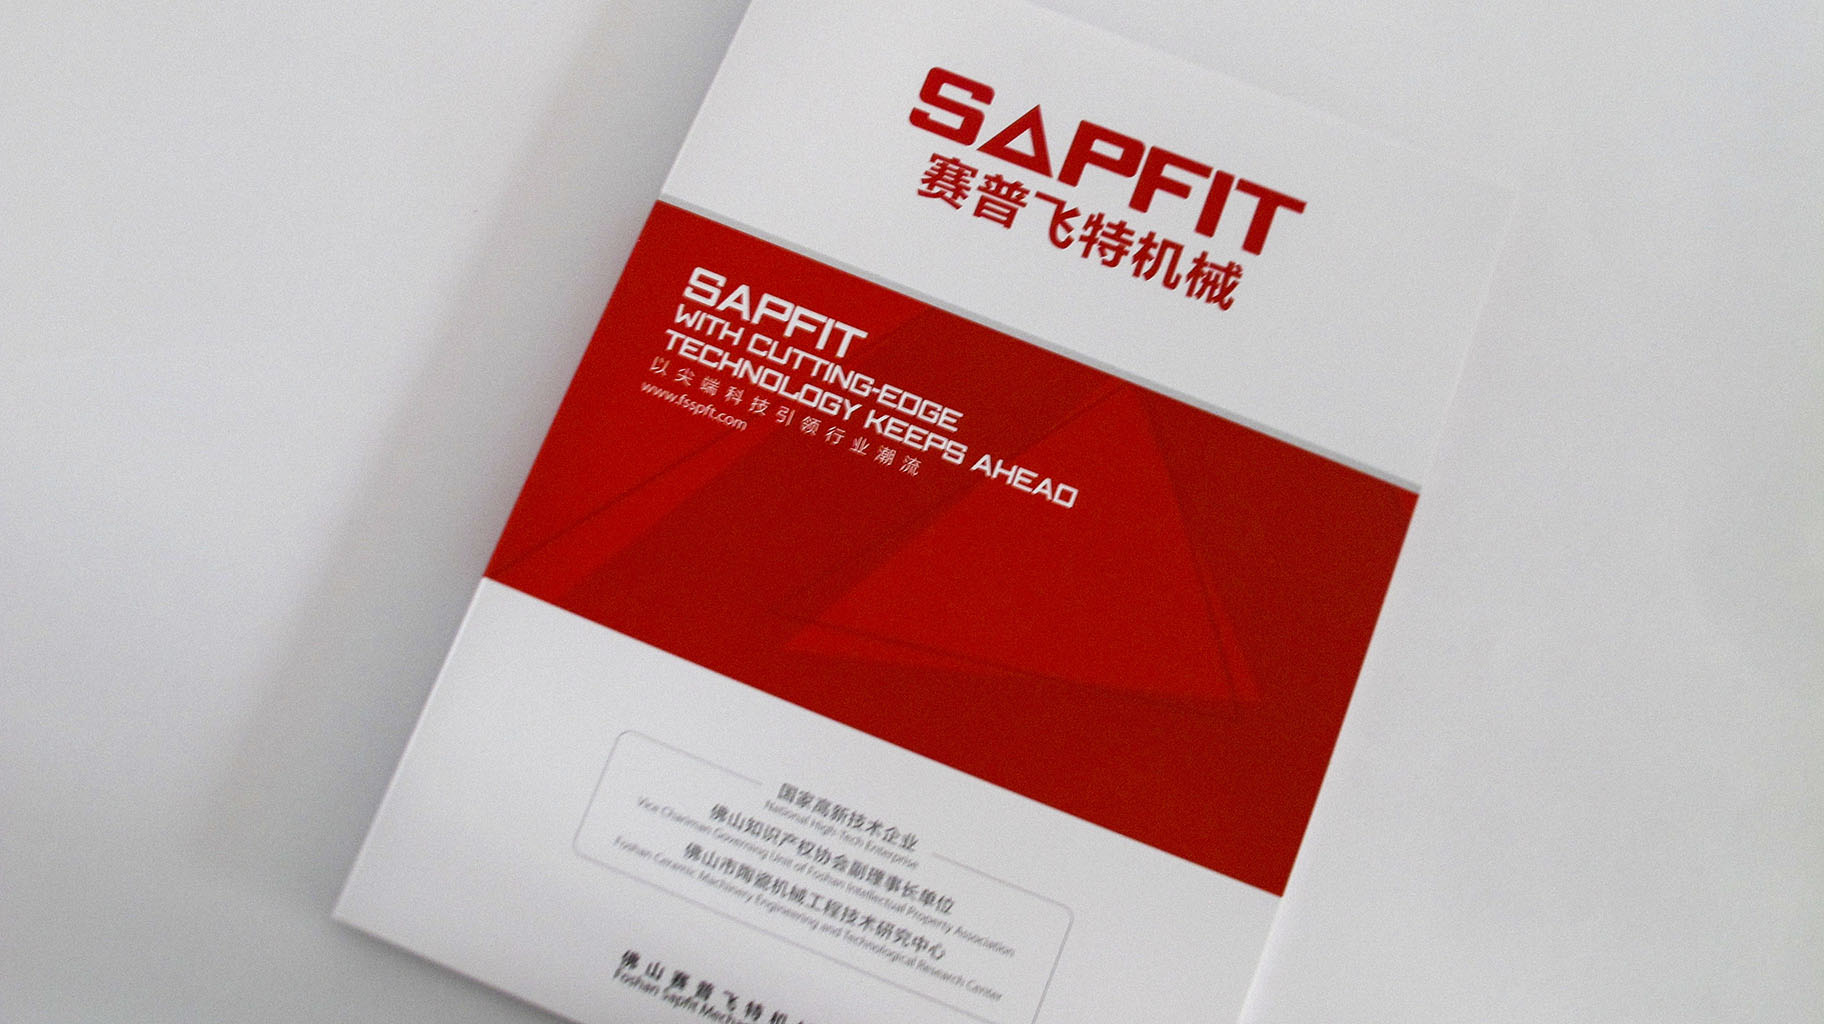 SAPFIT
赛普飞特机械
SAPFIT
WITH CUTTING-EDGE
TECHNOLOGY KEEPS AHEAD
以尖端科技引领行业潮流
www.fsspft.com
国家高新技术企业
National High-Tech Enterprise
佛山知识产权协会副理事长单位
Vice Chariman Governing Unit of Foshan Intellectual Property Association
佛山市陶瓷机械工程技术研究中心
Foshan Ceramic Machinery Engineering and Technological Research Center
佛山赛普飞特机
Foshan Sapfit